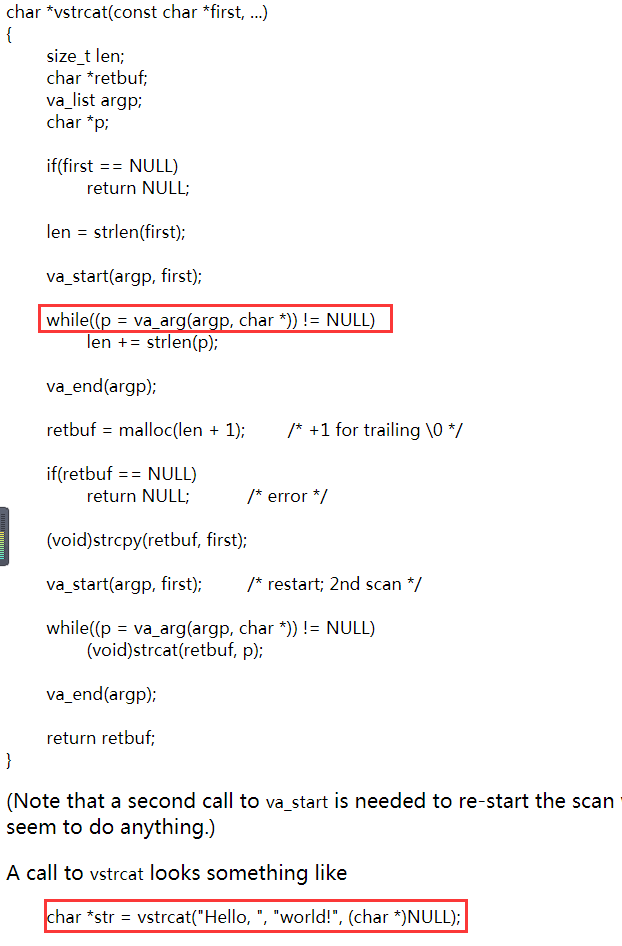 char *vstrcat(const char *first, ...)
{
size_t len;
char *retbuf;
va_list argp;
char *p;
if(first == NULL)
return NULL;
len = strlen(first);
va_start(argp, first);
while((p = va_arg(argp, char *)) != NULL)
len += strlen(p);
va_end(argp);
retbuf = malloc(len + 1); /* +1 for trailing \0 */
if(retbuf == NULL)
return NULL; /* error */
(void)strcpy(retbuf, first);
va_start(argp, first); /* restart; 2nd scan */
while((p = va_arg(argp, char *)) != NULL)
(void)strcat(retbuf, p);
va_end(argp);
return retbuf;
}
(Note that a second call to va_start is needed to re-start the scan
seem to do anything.)
A call to vstrcat looks something like
char *str = vstrcat("Hello, ", "world!", (char *)NULL);